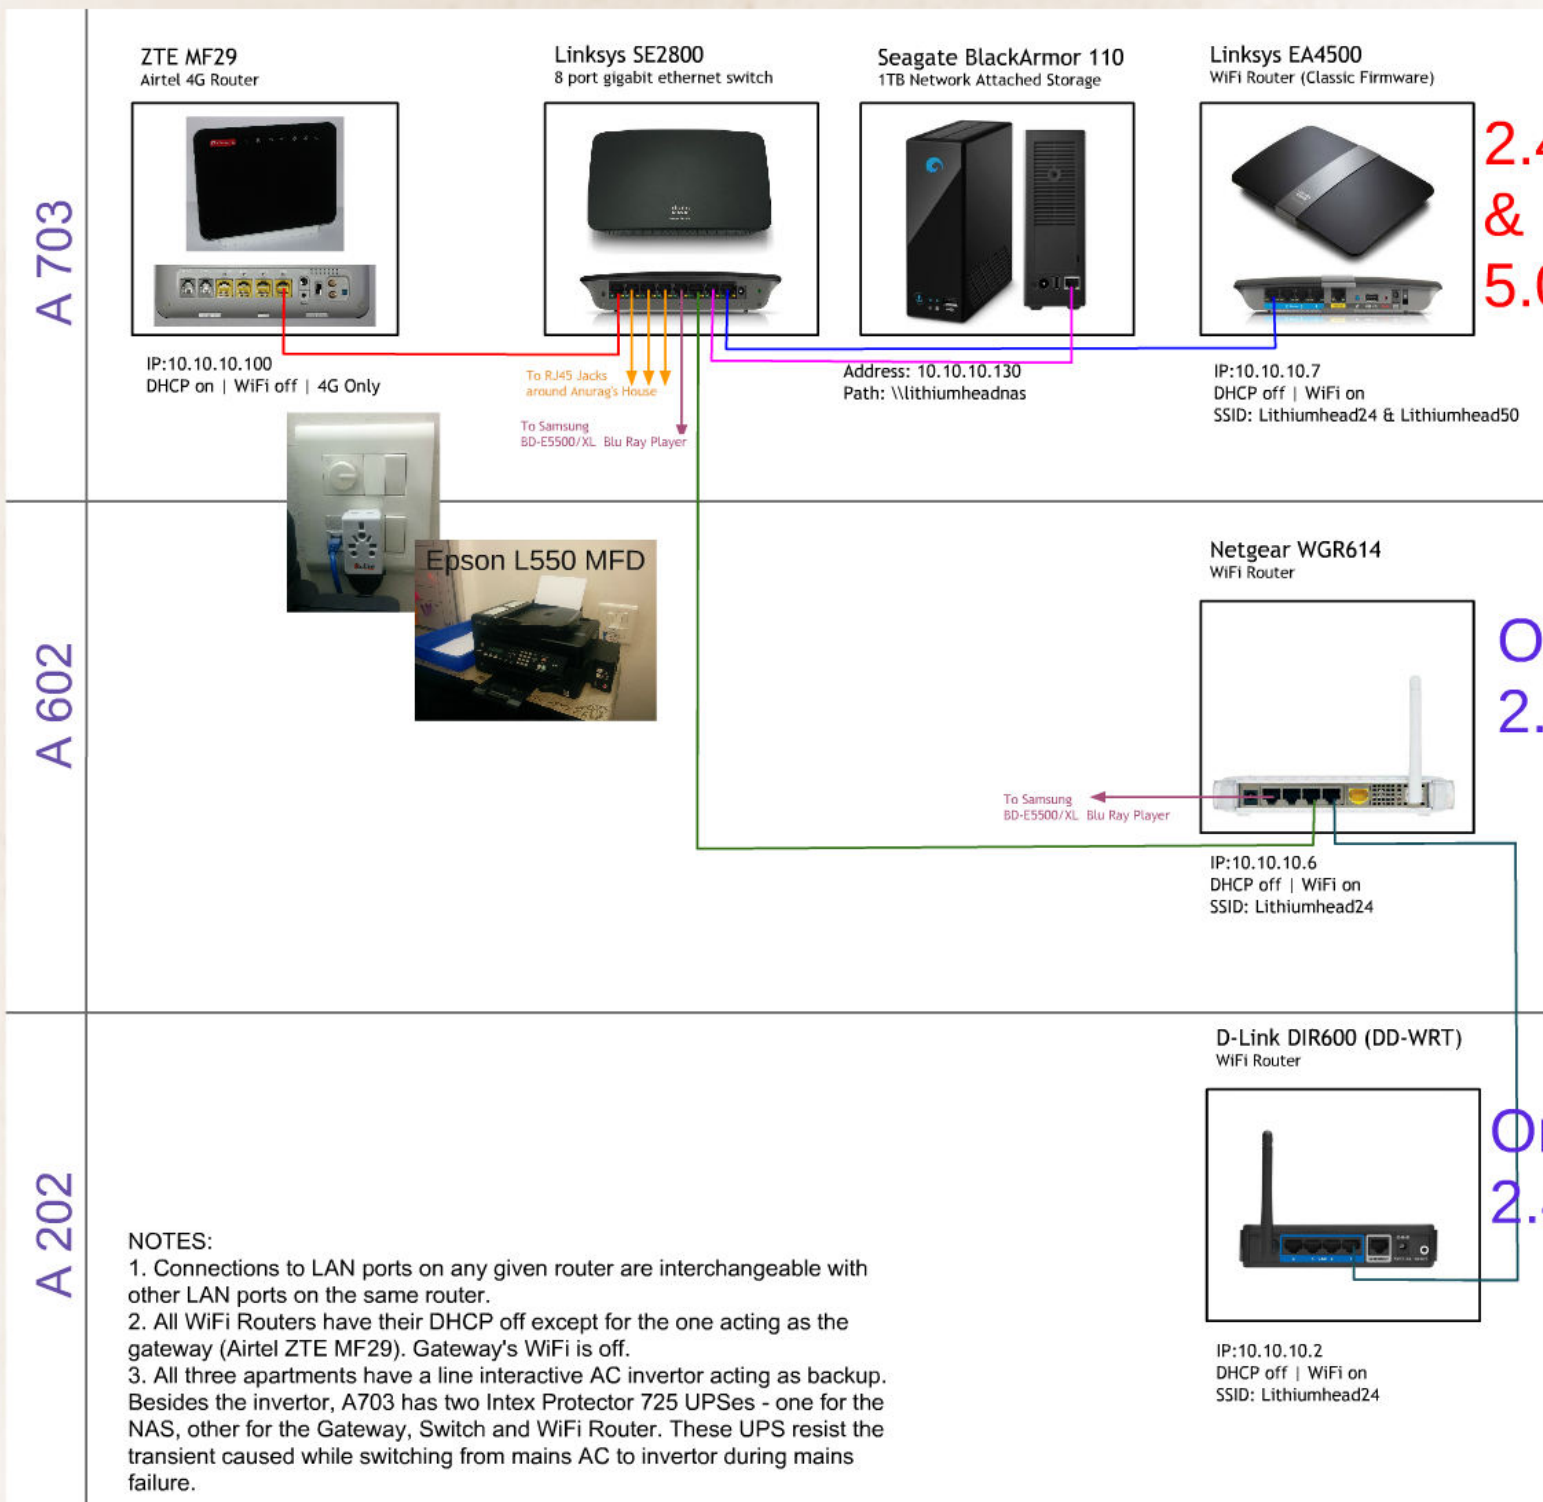 ZTE MF29
Airtel 4G Router
Linksys SE2800
8 port gigabit ethernet switch
Seagate BlackArmor 110
1TB Network Attached Storage
Linksys EA4500
WiFi Router (Classic Firmware)
2.4
&
5.0
A 703
IP:10.10.10.100
DHCP on | WiFi off | 4G Only
To RJ45 Jacks
around Anurag's House
To Samsung
BD-E5500/XL Blu Ray Player
Address: 10.10.10.130
Path: \\lithiumheadnas
IP:10.10.10.7
DHCP off | WiFi on
SSID: Lithiumhead24 & Lithiumhead50
Epson L550 MFD
Netgear WGR614
WiFi Router
O
2.
A 602
To Samsung
BD-E5500/XL Blu Ray Player
IP:10.10.10.6
DHCP off | WiFi on
SSID: Lithiumhead24
D-Link DIR600 (DD-WRT)
WiFi Router
2.
A 202
IP:10.10.10.2
DHCP off | WiFi on
SSID: Lithiumhead24
NOTES:
1. Connections to LAN ports on any given router are interchangeable with
other LAN ports on the same router.
2. All WiFi Routers have their DHCP off except for the one acting as the
gateway (Airtel ZTE MF29). Gateway's WiFi is off.
3. All three apartments have a line interactive AC invertor acting as backup.
Besides the invertor, A703 has two Intex Protector 725 UPSes - one for the
NAS, other for the Gateway, Switch and WiFi Router. These UPS resist the
transient caused while switching from mains AC to invertor during mains
failure.